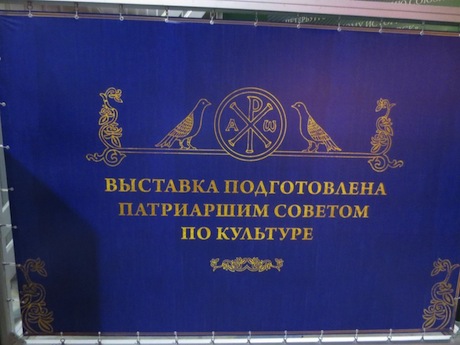 Α Ρ ω
ВЫСТАВКА ПОДГОТОВЛЕНА
ПАТРИАРШИМ СОВЕТОМ
ПО КУЛЬТУРЕ